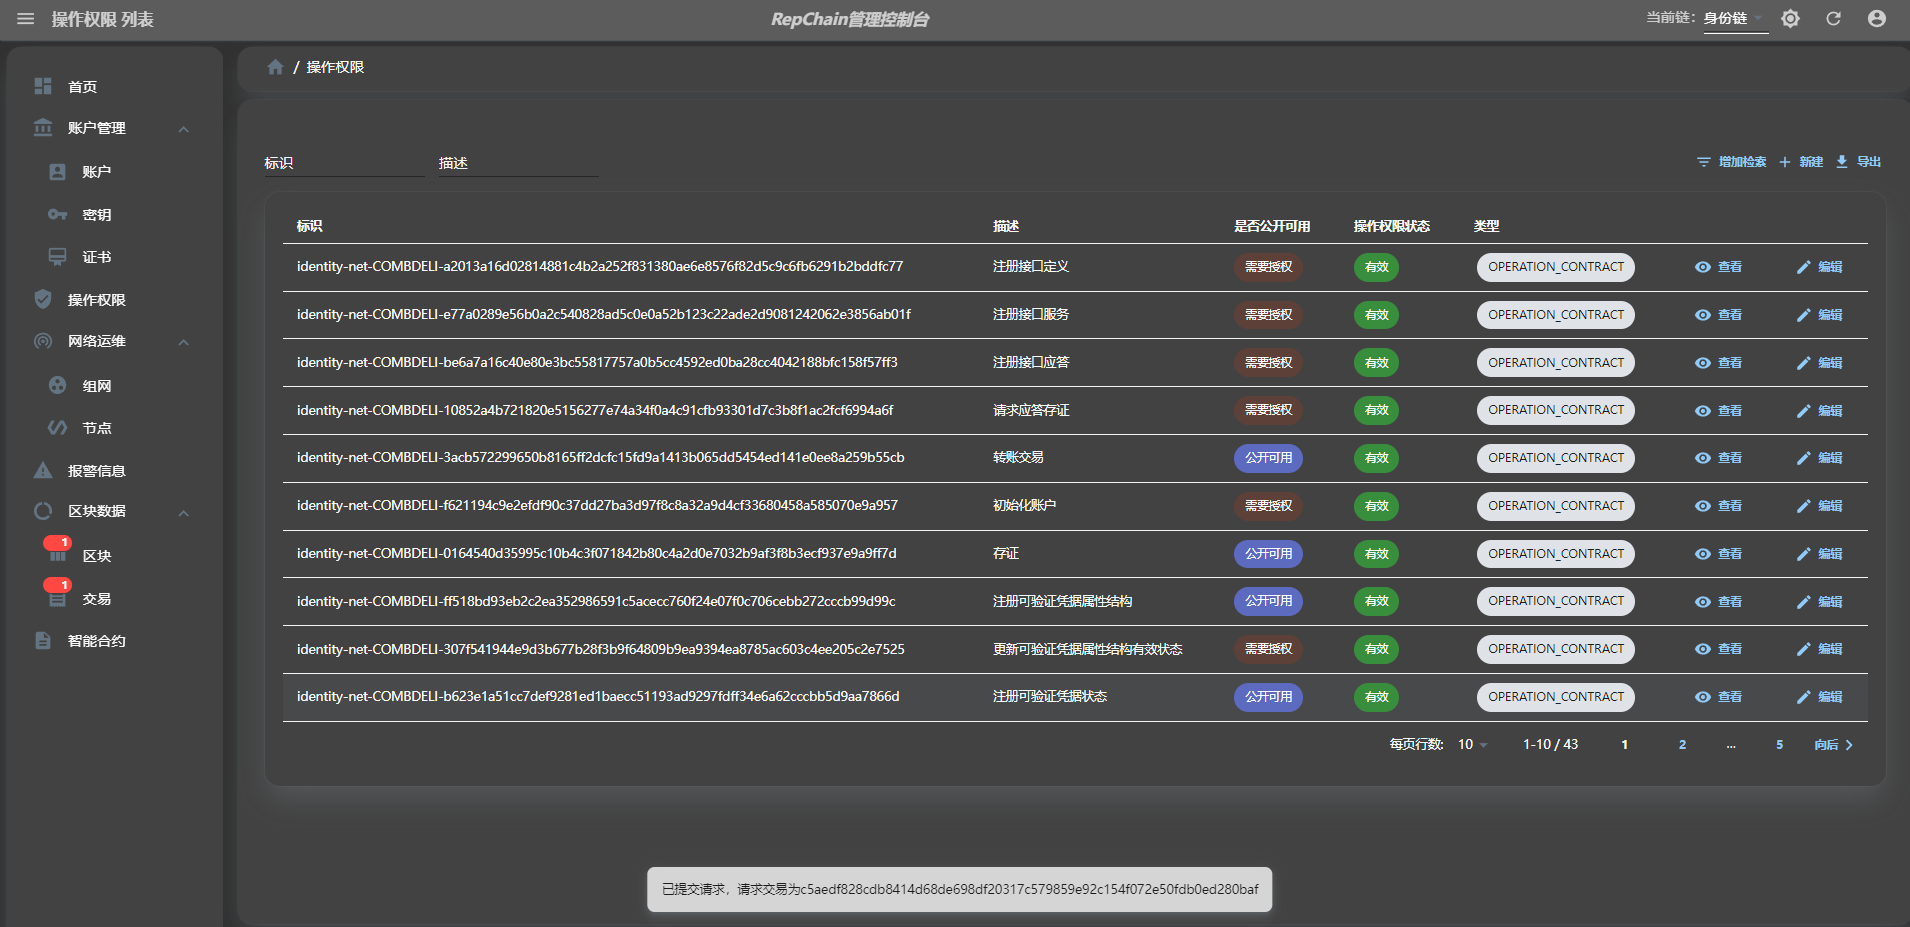 操作权限 列表
RepChain管理控制台
当前链: 身份链
首页
账户管理
账户
密钥
证书
操作权限
网络运维
组网
节点
报警信息
区块数据
1
区块
1
交易
智能合约
/ 操作权限
标识 描述
增加检索 新建 导出
标识 描述 是否公开可用 操作权限状态 类型
identity-net-COMBDELI-a2013a16d02814881c4b2a252f831380ae6e8576f82d5c9c6fb6291b2bddfc77 注册接口定义 需要授权 有效 OPERATION_CONTRACT 查看 编辑
identity-net-COMBDELI-e77a0289e56b0a2c540828ad5c0e0a52b123c22ade2d9081242062e3856ab01f 注册接口服务 需要授权 有效 OPERATION_CONTRACT 查看 编辑
identity-net-COMBDELI-be6a7a16c40e80e3bc55817757a0b5cc4592ed0ba28cc4042188bfc158f57ff3 注册接口应答 需要授权 有效 OPERATION_CONTRACT 查看 编辑
identity-net-COMBDELI-10852a4b721820e5156277e74a34f0a4c91cfb93301d7c3b8f1ac2fcf6994a6f 请求应答存证 需要授权 有效 OPERATION_CONTRACT 查看 编辑
identity-net-COMBDELI-3acb572299650b8165ff2dcfc15fd9a1413b065dd5454ed141e0ee8a259b55cb 转账交易 公开可用 有效 OPERATION_CONTRACT 查看 编辑
identity-net-COMBDELI-f621194c9e2efdf90c37dd27ba3d97f8c8a32a9d4cf33680458a585070e9a957 初始化账户 需要授权 有效 OPERATION_CONTRACT 查看 编辑
identity-net-COMBDELI-0164540d35995c10b4c3f071842b80c4a2d0e7032b9af3f8b3ecf937e9a9ff7d 存证 公开可用 有效 OPERATION_CONTRACT 查看 编辑
identity-net-COMBDELI-ff518bd93eb2c2ea352986591c5acecc760f24e07f0c706cebb272cccb99d99c 注册可验证凭据属性结构 公开可用 有效 OPERATION_CONTRACT 查看 编辑
identity-net-COMBDELI-307f541944e9d3b677b28f3b9f64809b9ea9394ea8785ac603c4ee205c2e7525 更新可验证凭据属性结构有效状态 需要授权 有效 OPERATION_CONTRACT 查看 编辑
identity-net-COMBDELI-b623e1a51cc7def9281ed1baecc51193ad9297fdff34e6a62cccbb5d9aa7866d 注册可验证凭据状态 公开可用 有效 OPERATION_CONTRACT 查看 编辑
每页行数: 10 1-10 / 43 1 2 ... 5 向后
已提交请求，请求交易为c5aedf828cdb8414d68de698df20317c579859e92c154f072e50fdb0ed280baf